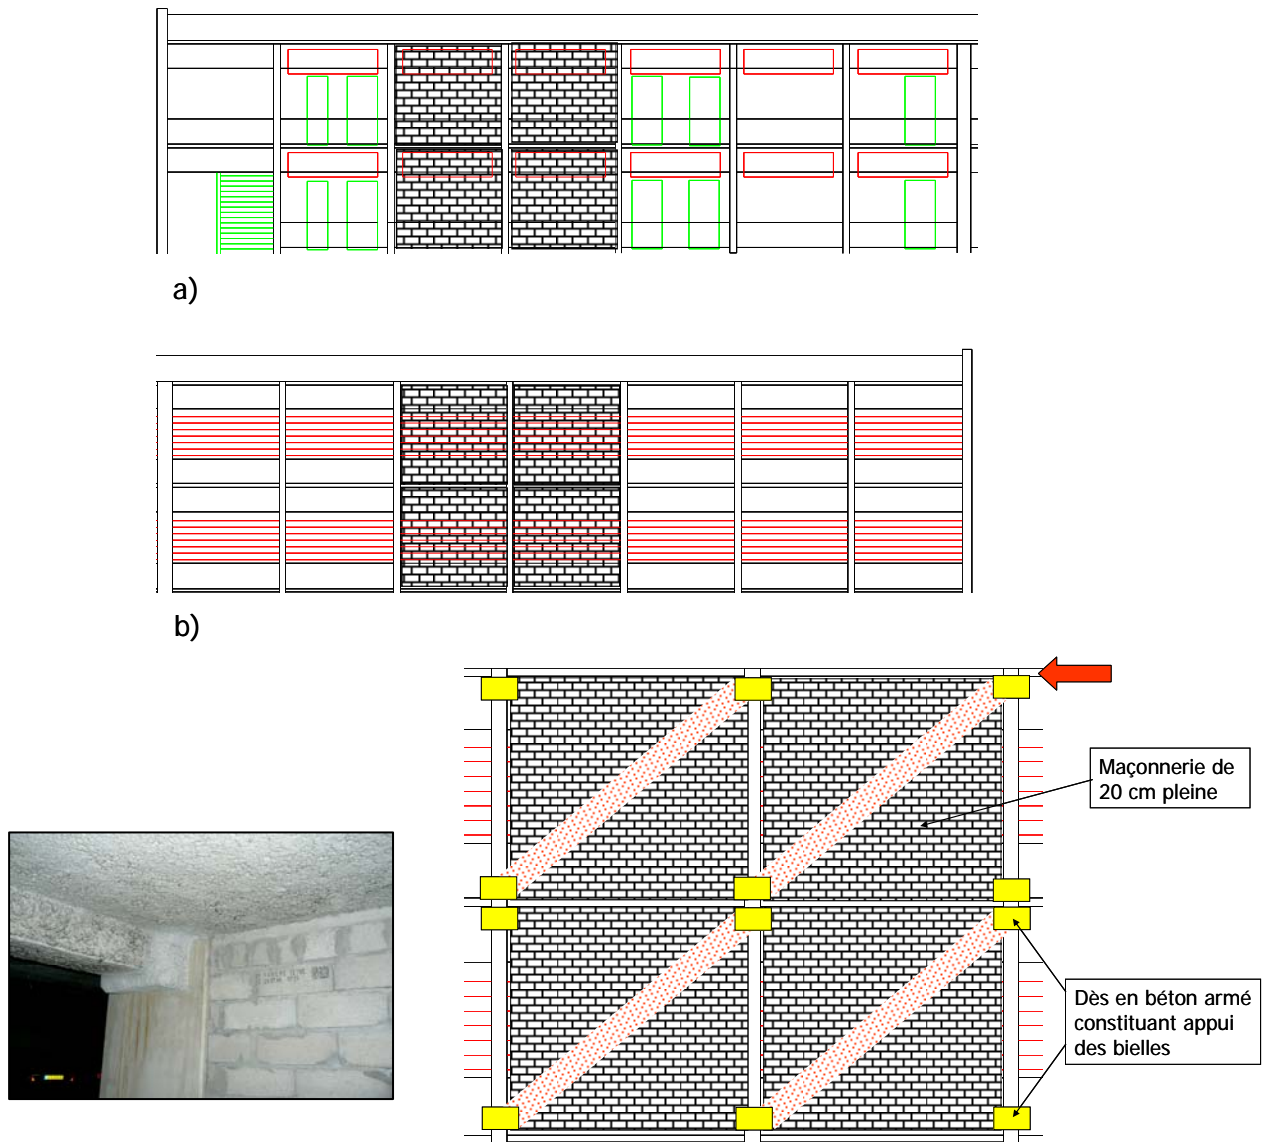 a)
b)
Maçonnerie de
20 cm pleine
Dès en béton armé
constituant appui
des bielles